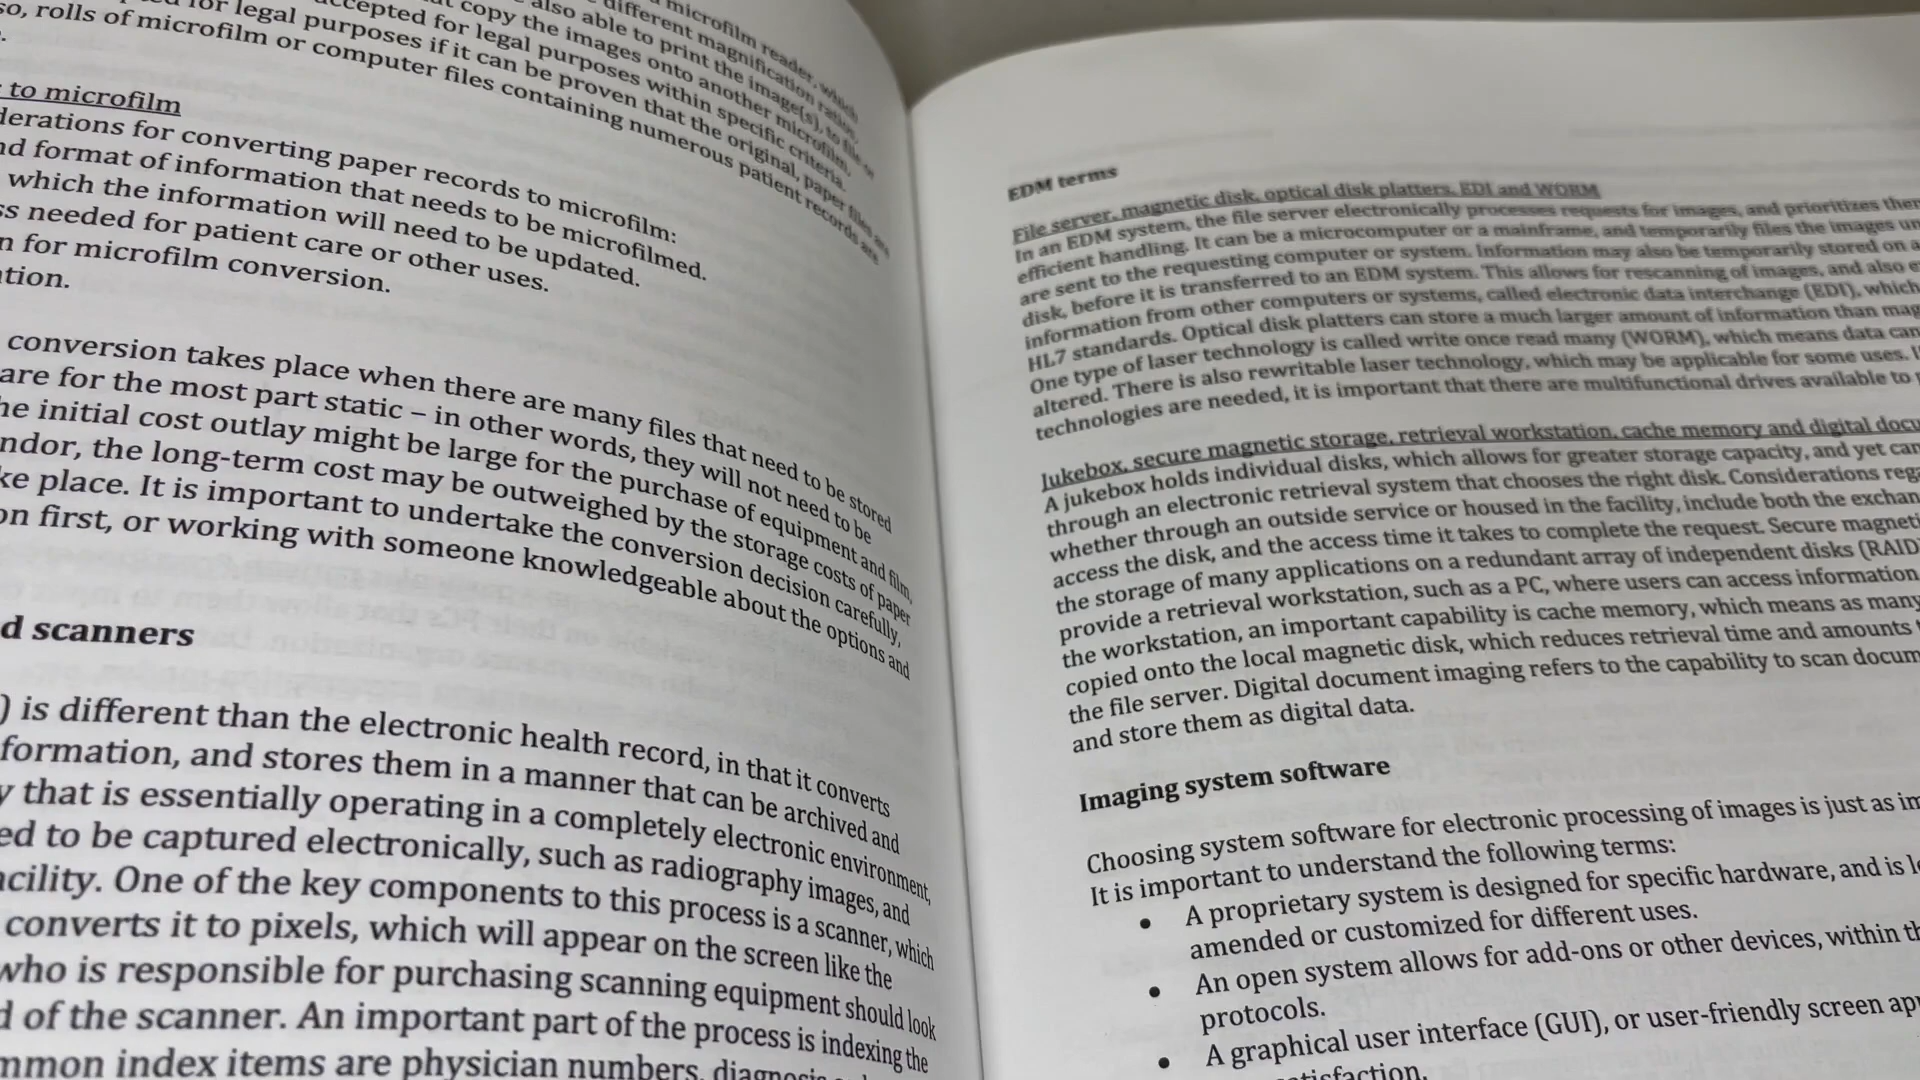 microfilm reader, which
different magnification ratios,
also able to print the image(s), to file or
copy the images onto another microfilm,
accepted for legal purposes within specific criteria.
for legal purposes if it can be proven that the original, paper files are
so, rolls of microfilm or computer files containing numerous patient records are
to microfilm
derations for converting paper records to microfilm:
nd format of information that needs to be microfilmed.
which the information will need to be updated.
ss needed for patient care or other uses.
n for microfilm conversion.
ation.
conversion takes place when there are many files that need to be stored
are for the most part static – in other words, they will not need to be
he initial cost outlay might be large for the purchase of equipment and film,
ndor, the long-term cost may be outweighed by the storage costs of paper
ke place. It is important to undertake the conversion decision carefully,
on first, or working with someone knowledgeable about the options and
d scanners
) is different than the electronic health record, in that it converts
formation, and stores them in a manner that can be archived and
y that is essentially operating in a completely electronic environment,
ed to be captured electronically, such as radiography images, and
acility. One of the key components to this process is a scanner, which
converts it to pixels, which will appear on the screen like the
who is responsible for purchasing scanning equipment should look
d of the scanner. An important part of the process is indexing the
mmon index items are physician numbers, diagnosis
EDM terms
File server, magnetic disk, optical disk platters, EDI and WORM
In an EDM system, the file server electronically processes requests for images, and prioritizes them
efficient handling. It can be a microcomputer or a mainframe, and temporarily files the images un
are sent to the requesting computer or system. Information may also be temporarily stored on a
disk, before it is transferred to an EDM system. This allows for rescanning of images, and also e
information from other computers or systems, called electronic data interchange (EDI), which
HL7 standards. Optical disk platters can store a much larger amount of information than mag
One type of laser technology is called write once read many (WORM), which means data can
altered. There is also rewritable laser technology, which may be applicable for some uses. I
technologies are needed, it is important that there are multifunctional drives available to
Jukebox, secure magnetic storage, retrieval workstation, cache memory and digital docu
A jukebox holds individual disks, which allows for greater storage capacity, and yet can
through an electronic retrieval system that chooses the right disk. Considerations rega
whether through an outside service or housed in the facility, include both the exchan
access the disk, and the access time it takes to complete the request. Secure magneti
the storage of many applications on a redundant array of independent disks (RAID)
provide a retrieval workstation, such as a PC, where users can access information.
the workstation, an important capability is cache memory, which means as many
copied onto the local magnetic disk, which reduces retrieval time and amounts t
the file server. Digital document imaging refers to the capability to scan docum
and store them as digital data.
Imaging system software
Choosing system software for electronic processing of images is just as im
It is important to understand the following terms:
• A proprietary system is designed for specific hardware, and is le
amended or customized for different uses.
• An open system allows for add-ons or other devices, within th
protocols.
• A graphical user interface (GUI), or user-friendly screen app
satisfaction.